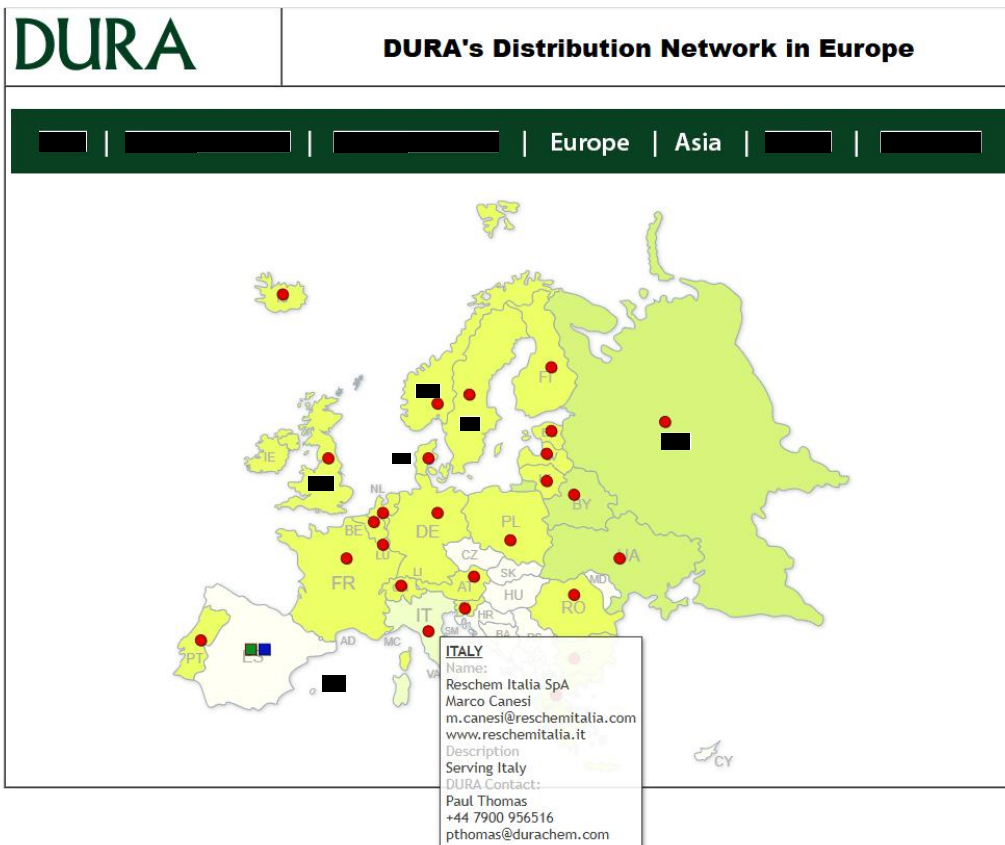 DURA
DURA's Distribution Network in Europe
| | | Europe | Asia | |
FI
IE
NL
BY
BE
DE
PL
LU
UA
CZ
FR
LI
SK
AT
MD
HU
RO
IT
HR
SM
BA
AD
MC
PT
ES
VA
CY
ITALY
Name:
Reschem Italia SpA
Marco Canesi
m.canesi@reschemitalia.com
www.reschemitalia.it
Description
Serving Italy
DURA Contact:
Paul Thomas
+44 7900 956516
pthomas@durachem.com